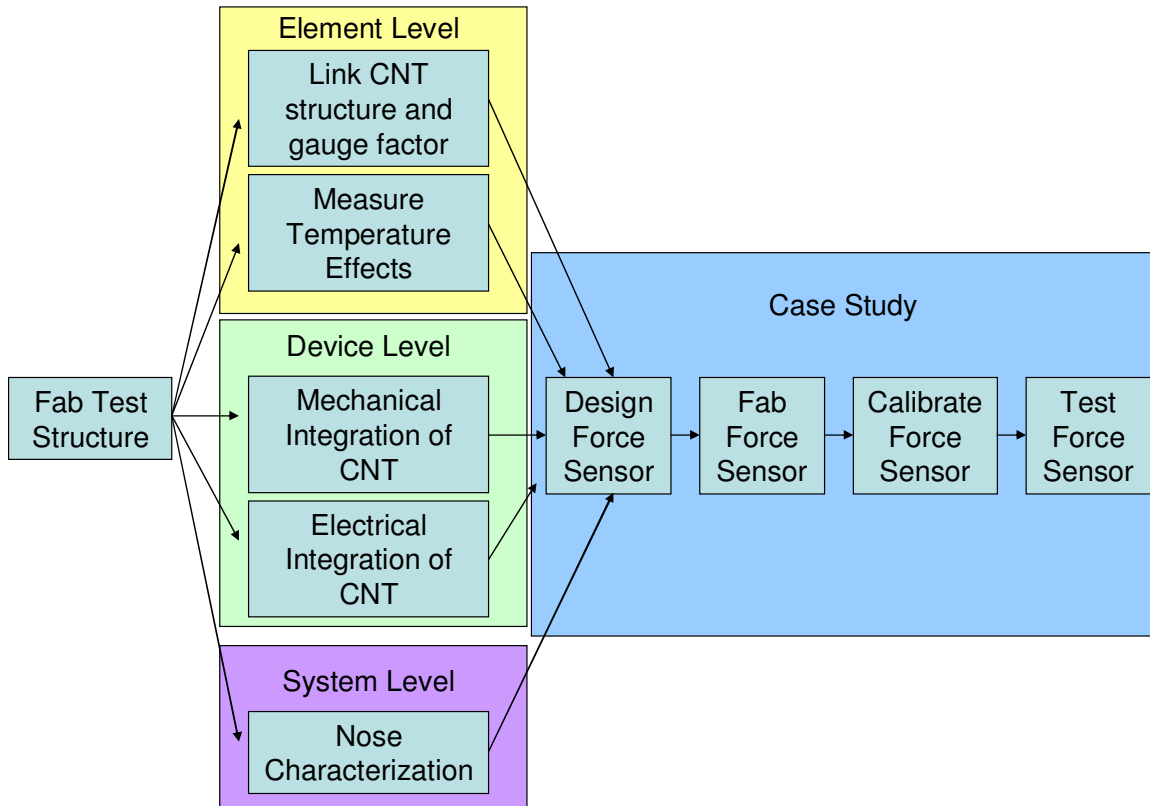 Element Level
Link CNT
structure and
gauge factor
Measure
Temperature
Effects
Device Level
Mechanical
Integration of
CNT
Electrical
Integration of
CNT
System Level
Nose
Characterization
Fab Test
Structure
Case Study
Design
Force
Sensor
Fab
Force
Sensor
Calibrate
Force
Sensor
Test
Force
Sensor